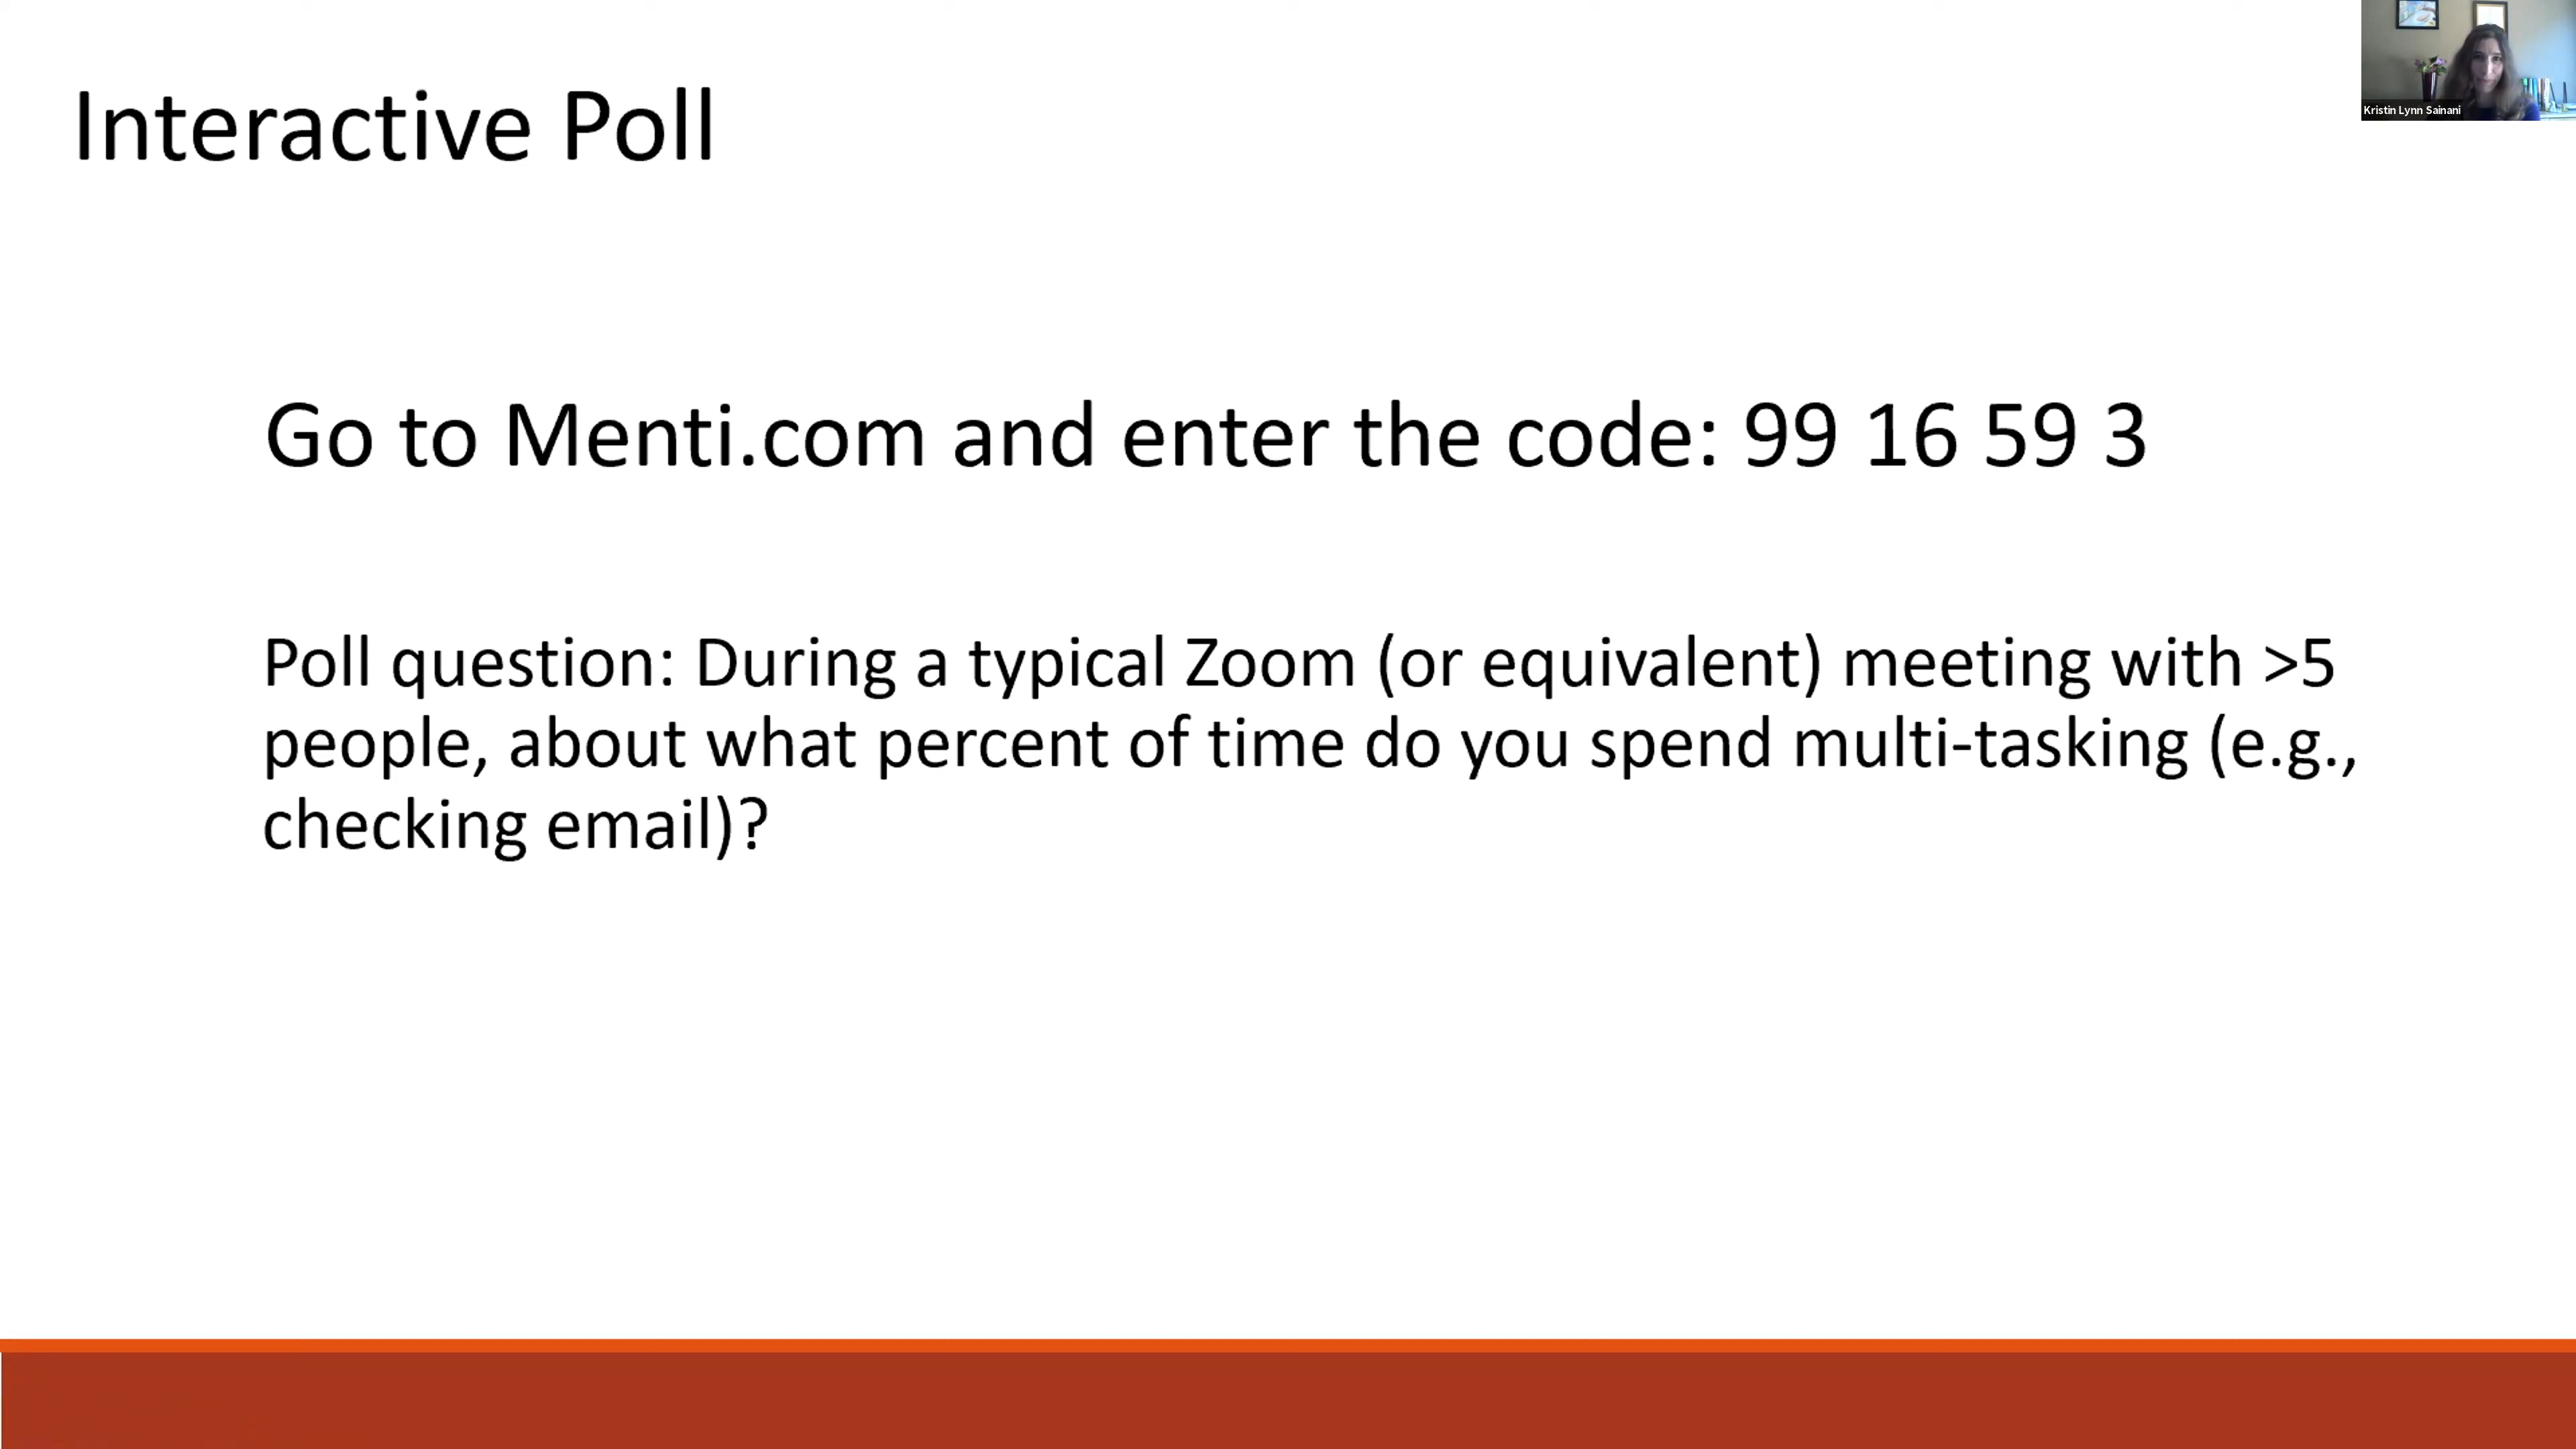 Interactive Poll
Kristin Lynn Sainani
Go to Menti.com and enter the code: 99 16 59 3
Poll question: During a typical Zoom (or equivalent) meeting with >5
people, about what percent of time do you spend multi-tasking (e.g.,
checking email)?